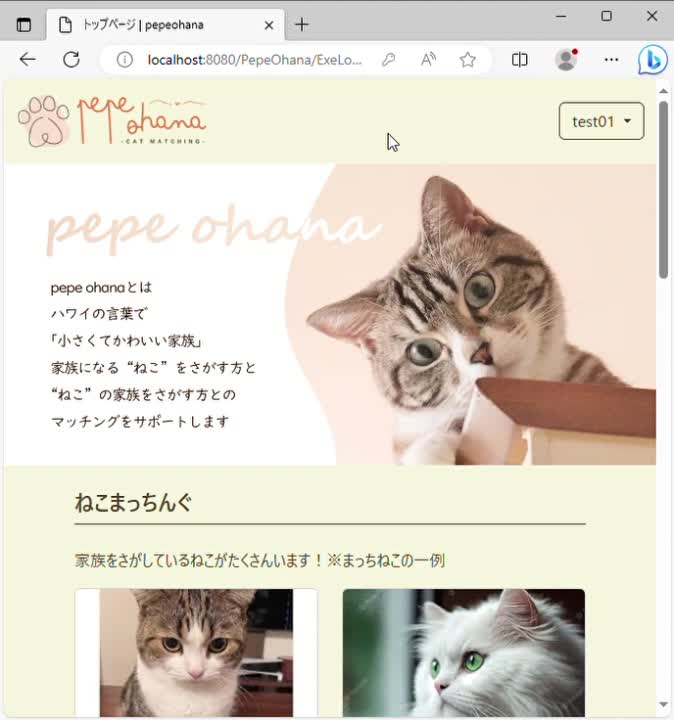 トップページ | pepeohana
localhost:8080/PepeOhana/ExeLo...
pepe
ohana
-CAT MATCHING-
test01
pepe ohana
pepe ohanaとは
ハワイの言葉で
「小さくてかわいい家族」
家族になる“ねこ”をさがす方と
“ねこ”の家族をさがす方との
マッチングをサポートします
ねこまっちんぐ
家族をさがしているねこがたくさんいます！※まっちねこの一例